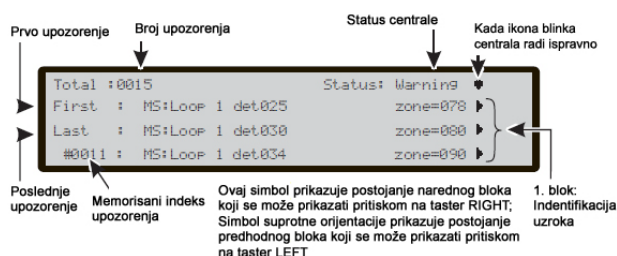 Prvo upozorenje
Broj upozorenja
Status centrale
Kada ikona blinka
centrala radi ispravno
Total :0015 Status: Warning
First : MS:Loop 1 det025 zone=078
Last : MS:Loop 1 det030 zone=080
#0011 : MS:Loop 1 det034 zone=090
Poslednje
upozorenje
Memorisani indeks
upozorenja
Ovaj simbol prikazuje postojanje narednog bloka
koji se može prikazati pritiskom na taster RIGHT;
Simbol suprotne orijentacije prikazuje postojanje
predhodnog bloka koji se može prikazati pritiskom
na taster LEFT
1. blok:
Indentifikacija
uzroka